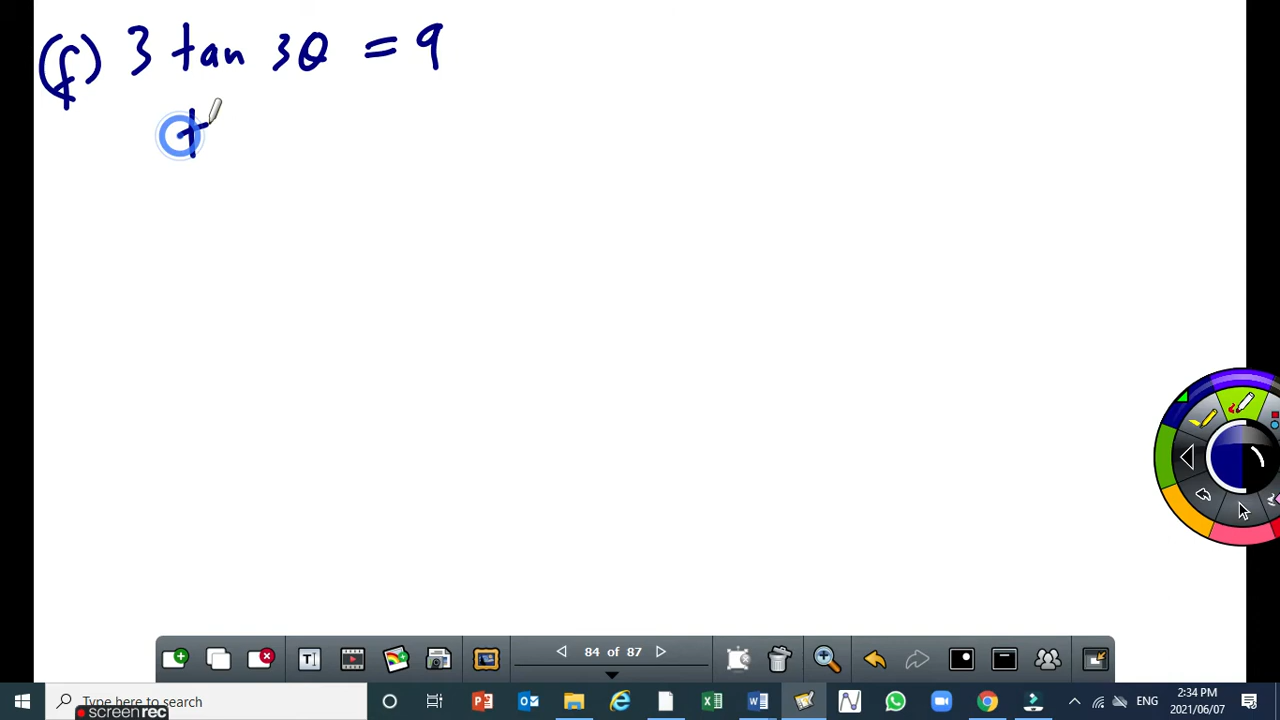 (f) 3 tan 3θ = 9
t
T
84 of 87
Type here to search
screenrec
ENG
2:34 PM
2021/06/07